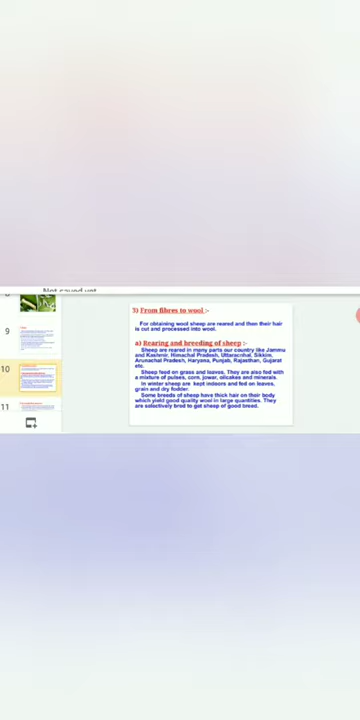 Not saved yet
9
10
11
3) From fibres to wool :-
For obtaining wool sheep are reared and then their hair
is cut and processed into wool.
a) Rearing and breeding of sheep :-
Sheep are reared in many parts our country like Jammu
and Kashmir, Himachal Pradesh, Uttaranchal, Sikkim,
Arunachal Pradesh, Haryana, Punjab, Rajasthan, Gujarat
etc.
Sheep feed on grass and leaves, They are also fed with
a mixture of pulses, corn, jowar, oilcakes and minerals.
In winter sheep are kept indoors and fed on leaves,
grain and dry fodder.
Some breeds of sheep have thick hair on their body
which yield good quality wool in large quantities. They
are selectively bred to get sheep of good breed.